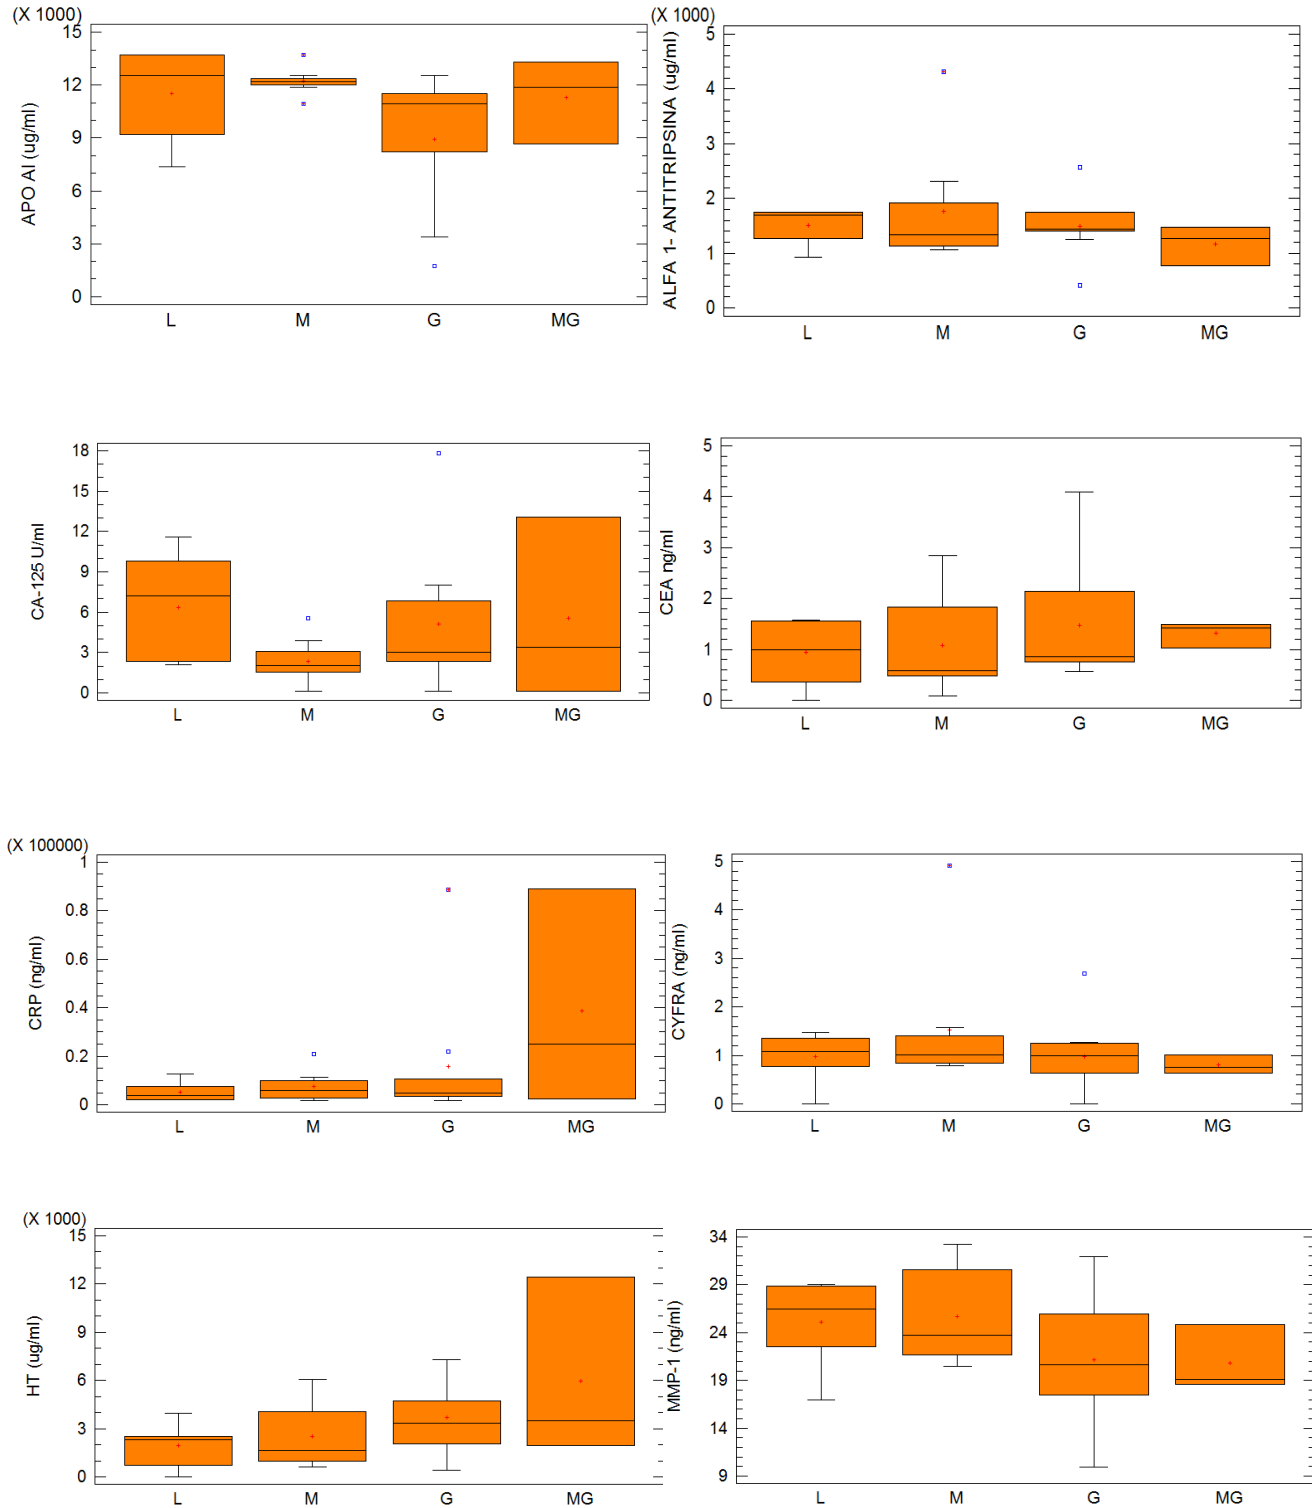 (X 1000)
APO AI (ug/ml)
15
12
9
6
3
0
L M G MG
(X 1000)
ALFA 1- ANTITRIPSINA (ug/ml)
5
4
3
2
1
0
L M G MG
CA-125 U/ml
18
15
12
9
6
3
0
L M G MG
CEA ng/ml
5
4
3
2
1
0
L M G MG
(X 100000)
CRP (ng/ml)
1
0.8
0.6
0.4
0.2
0
L M G MG
CYFRA (ng/ml)
5
4
3
2
1
0
L M G MG
(X 1000)
HT (ug/ml)
15
12
9
6
3
0
L M G MG
MMP-1 (ng/ml)
34
29
24
19
14
9
L M G MG